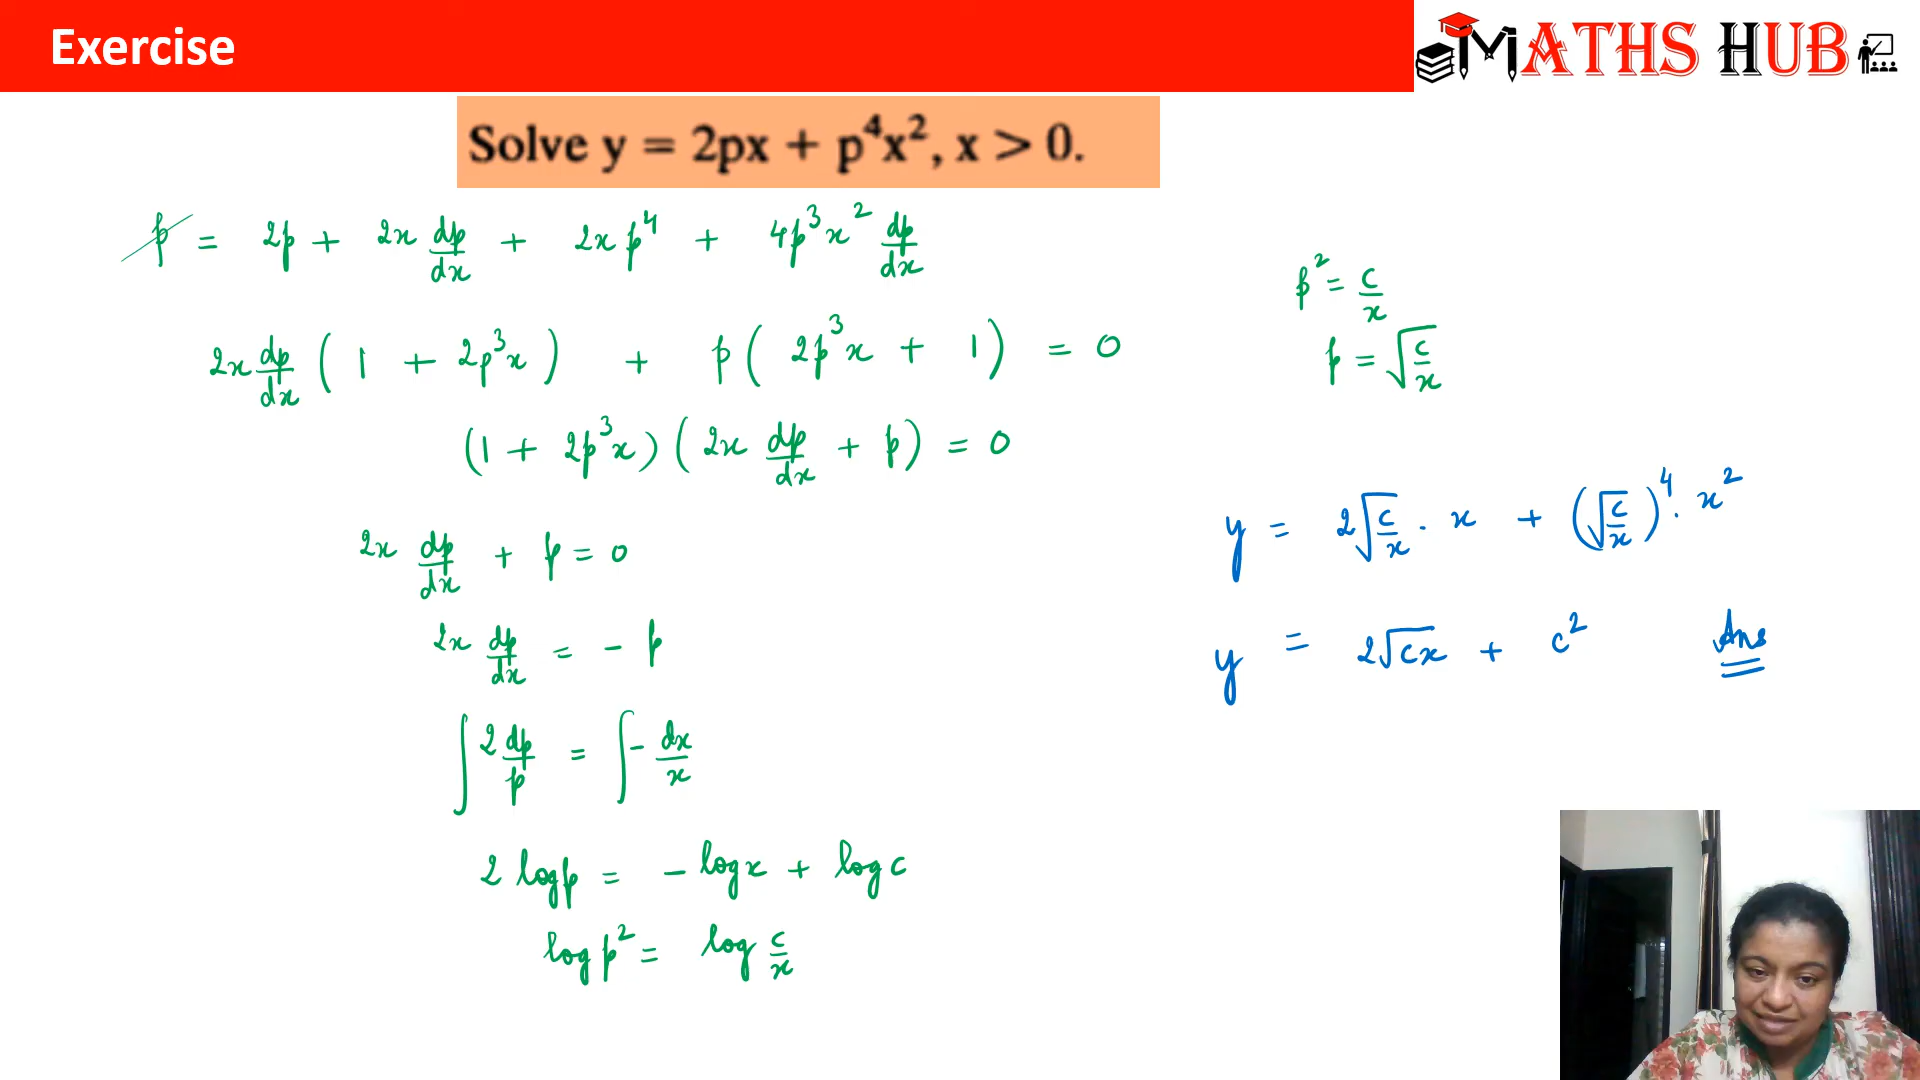 Exercise
MATHS HUB
Solve y = 2px + p⁴x², x > 0.
p = 2p + 2x dp/dx + 2xp⁴ + 4p³x² dp/dx
2x dp/dx (1 + 2p³x) + p(2p³x + 1) = 0
(1 + 2p³x)(2x dp/dx + p) = 0
2x dp/dx + p = 0
2x dp/dx = - p
∫ 2 dp/p = ∫ - dx/x
2 log p = - log x + log c
log p² = log c/x
p² = c/x
p = √(c/x)
y = 2√(c/x) . x + (√(c/x))⁴ . x²
y = 2√cx + c² Ans